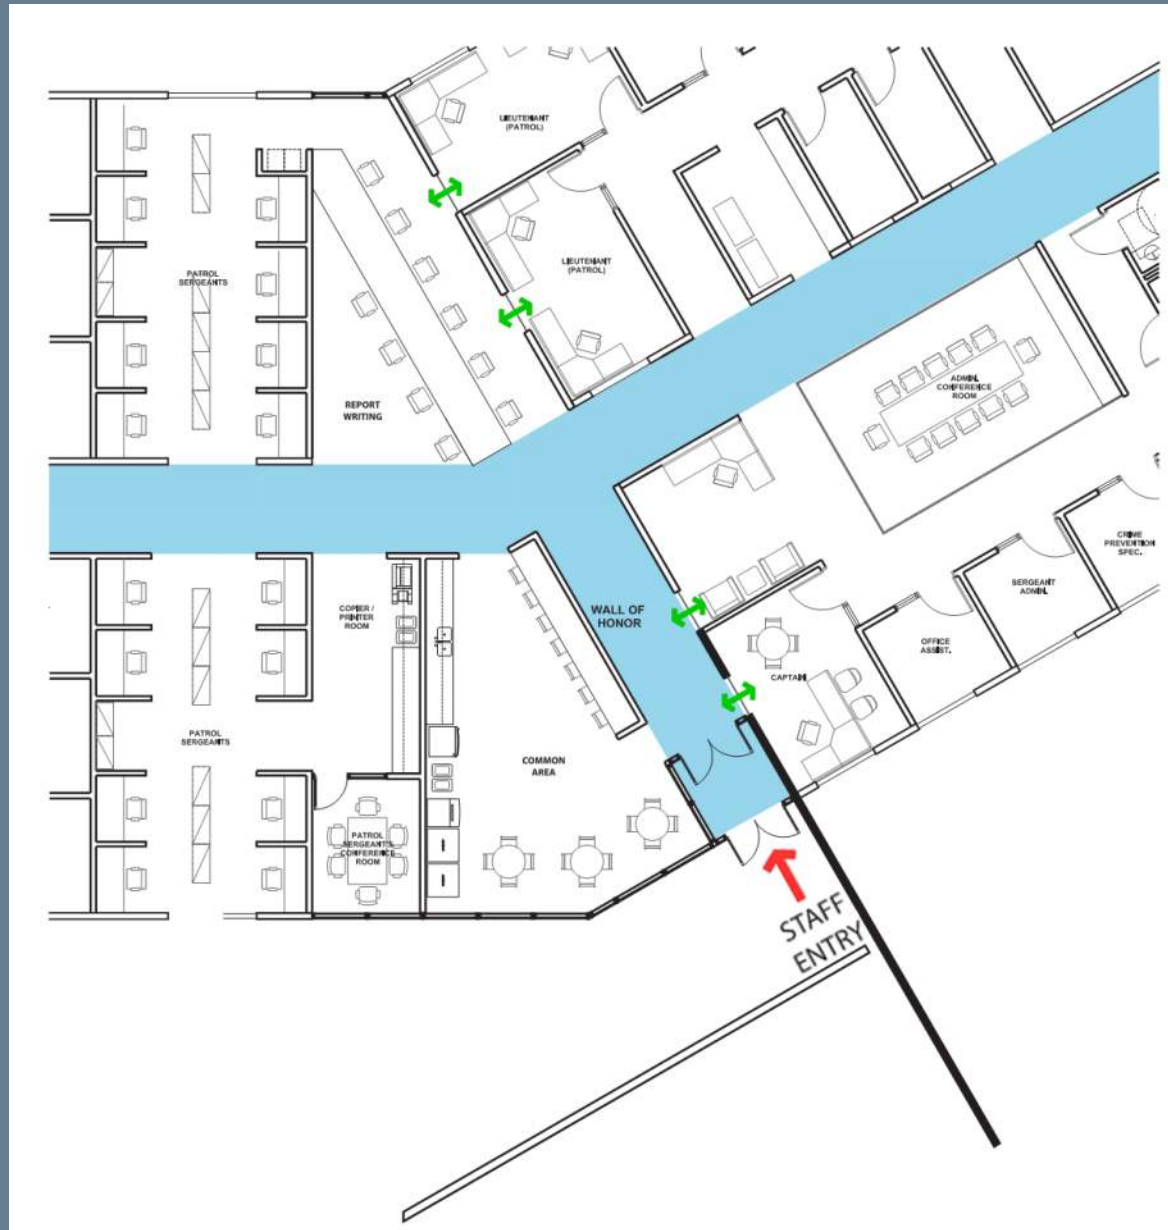 LIEUTENANT
(PATROL)
LIEUTENANT
(PATROL)
PATROL
SERGEANTS
REPORT
WRITING
ADMIN.
CONFERENCE
ROOM
CRIME
PREVENTION
SPEC.
SERGEANT
ADMIN.
OFFICE
ASSIST.
CAPTAIN
WALL OF
HONOR
COPIER /
PRINTER
ROOM
PATROL
SERGEANTS
COMMON
AREA
PATROL
SERGEANT'S
CONFERENCE
ROOM
STAFF
ENTRY